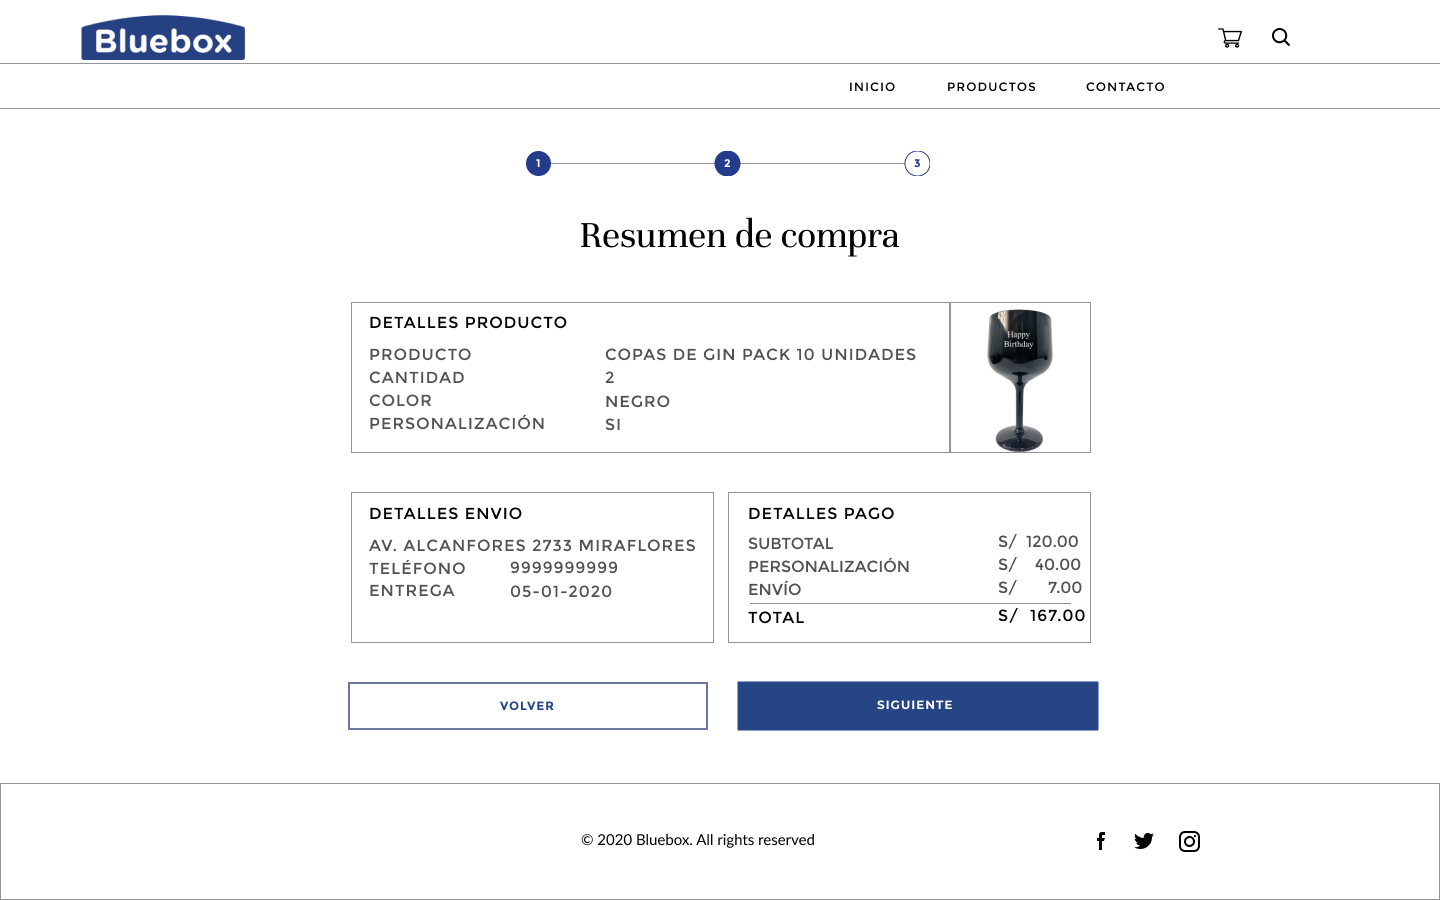 Bluebox
INICIO PRODUCTOS CONTACTO
1 2 3
Resumen de compra
DETALLES PRODUCTO
PRODUCTO COPAS DE GIN PACK 10 UNIDADES
CANTIDAD 2
COLOR NEGRO
PERSONALIZACIÓN SI
Happy
Birthday
DETALLES ENVIO
AV. ALCANFORES 2733 MIRAFLORES
TELÉFONO 9999999999
ENTREGA 05-01-2020
DETALLES PAGO
SUBTOTAL S/ 120.00
PERSONALIZACIÓN S/ 40.00
ENVÍO S/ 7.00
TOTAL S/ 167.00
VOLVER SIGUIENTE
© 2020 Bluebox. All rights reserved